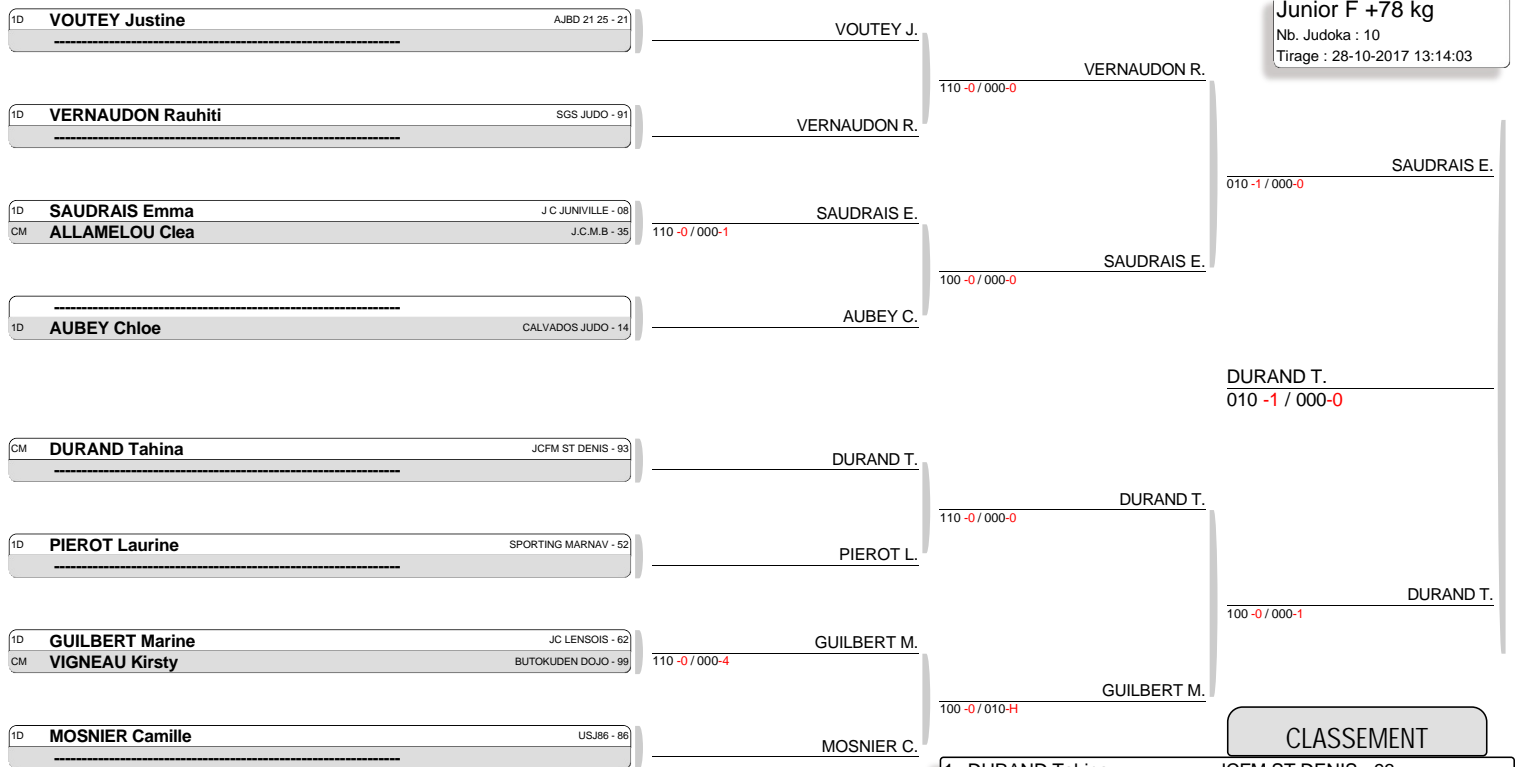 Junior F +78 kg
Nb. Judoka : 10
Tirage : 28-10-2017 13:14:03
1D VOUTEY Justine AJBD 21 25 - 21
------------------------------------------------------------------
1D VERNAUDON Rauhiti SGS JUDO - 91
------------------------------------------------------------------
1D SAUDRAIS Emma J C JUNIVILLE - 08
CM ALLAMELOU Clea J.C.M.B - 35
------------------------------------------------------------------
1D AUBEY Chloe CALVADOS JUDO - 14
CM DURAND Tahina JCFM ST DENIS - 93
------------------------------------------------------------------
1D PIEROT Laurine SPORTING MARNAV - 52
------------------------------------------------------------------
1D GUILBERT Marine JC LENSOIS - 62
CM VIGNEAU Kirsty BUTOKUDEN DOJO - 99
1D MOSNIER Camille USJ86 - 86
------------------------------------------------------------------
VOUTEY J.
VERNAUDON R.
SAUDRAIS E.
110 -0 / 000-1
AUBEY C.
DURAND T.
PIEROT L.
GUILBERT M.
110 -0 / 000-4
MOSNIER C.
VERNAUDON R.
110 -0 / 000-0
SAUDRAIS E.
100 -0 / 000-0
DURAND T.
110 -0 / 000-0
GUILBERT M.
100 -0 / 010-H
SAUDRAIS E.
010 -1 / 000-0
DURAND T.
010 -1 / 000-0
DURAND T.
100 -0 / 000-1
CLASSEMENT